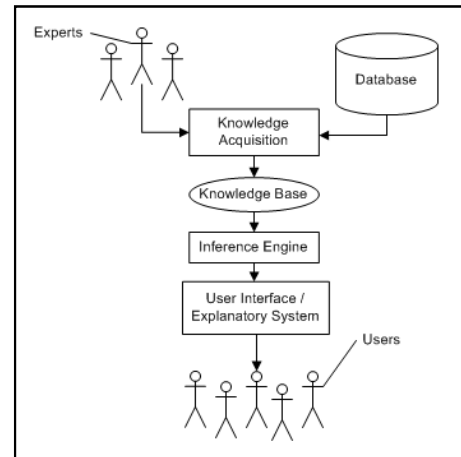 Experts
Database
Knowledge
Acquisition
Knowledge Base
Inference Engine
User Interface /
Explanatory System
Users